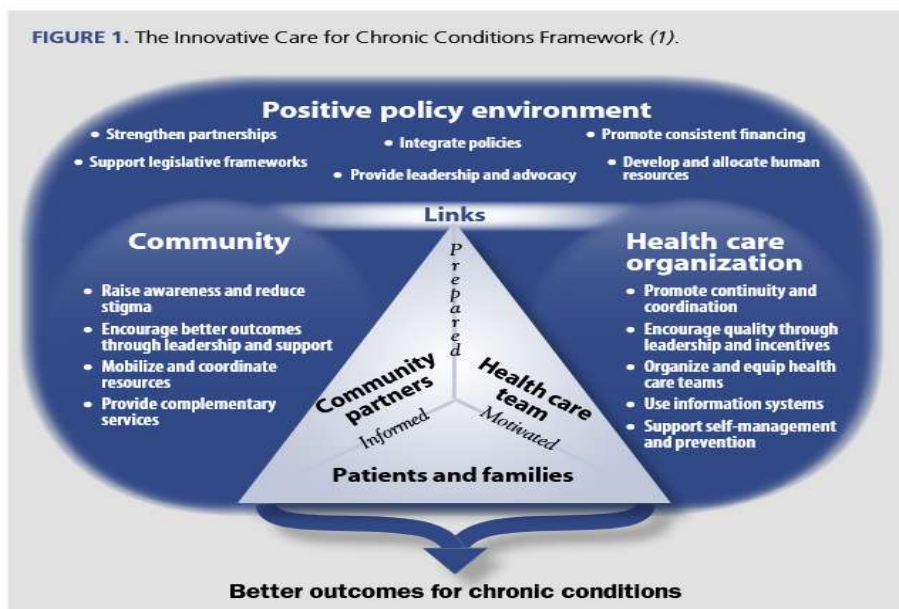 FIGURE 1. The Innovative Care for Chronic Conditions Framework (1).
Positive policy environment
• Strengthen partnerships
• Support legislative frameworks
• Integrate policies
• Provide leadership and advocacy
• Promote consistent financing
• Develop and allocate human
resources
Links
Community
• Raise awareness and reduce
stigma
• Encourage better outcomes
through leadership and support
• Mobilize and coordinate
resources
• Provide complementary
services
Prepared
Community
partners
Informed
Health care
team
Motivated
Patients and families
Health care
organization
• Promote continuity and
coordination
• Encourage quality through
leadership and incentives
• Organize and equip health
care teams
• Use information systems
• Support self-management
and prevention
Better outcomes for chronic conditions